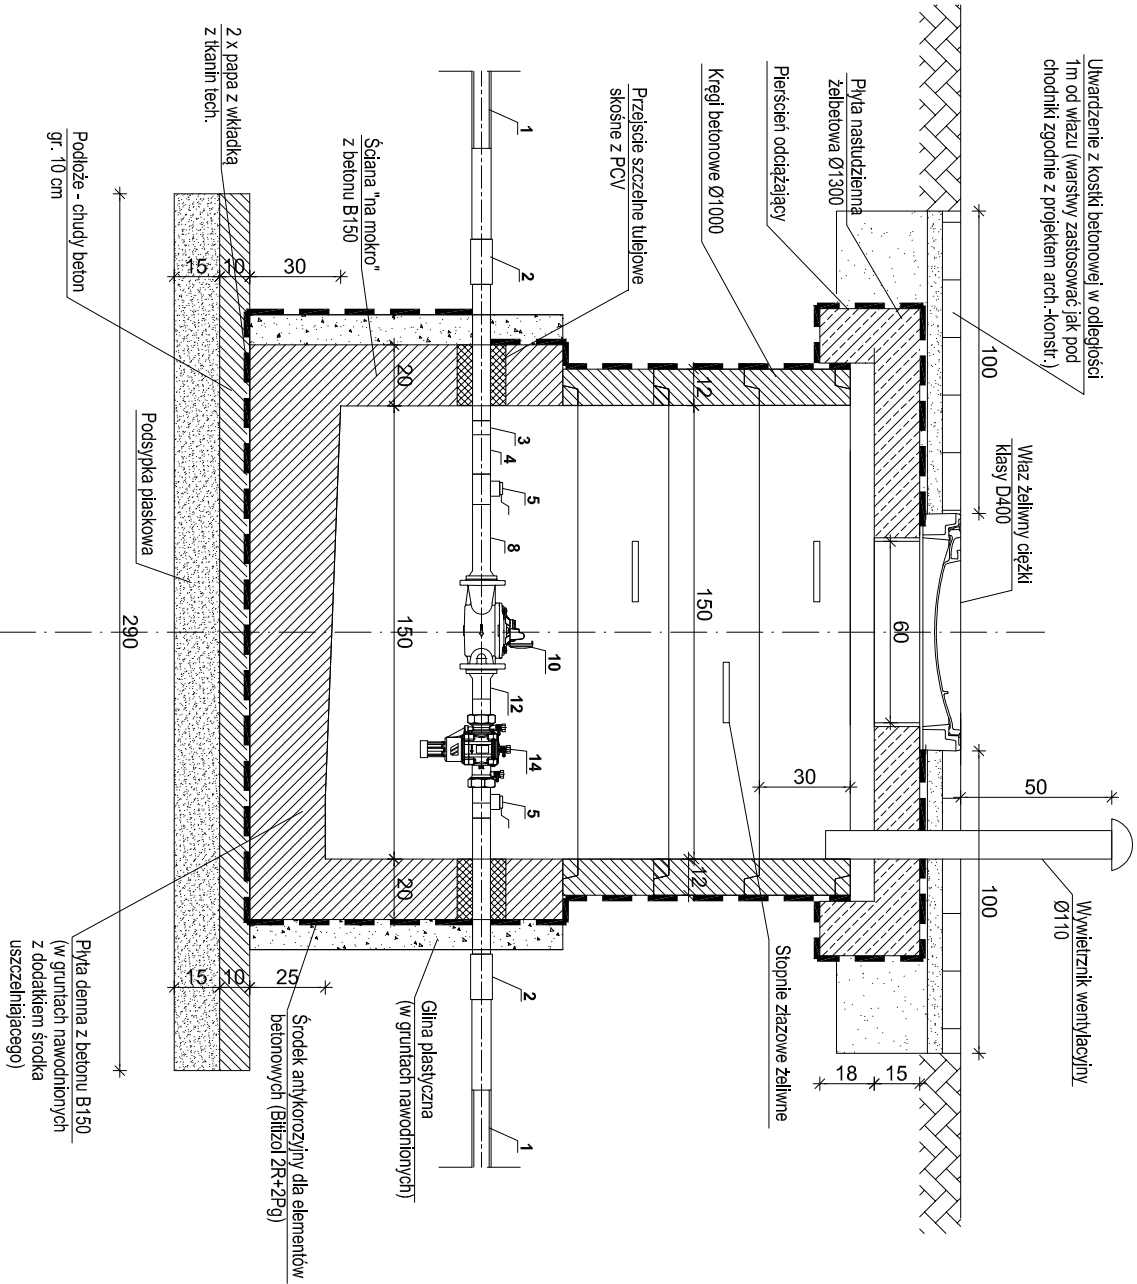 Utwardzenie z kostki betonowej w odległości
1m od włazu (warstwy zastosować jak pod
chodniki zgodnie z projektem arch.-konstr.)
Płyta nastudzienna
żelbetowa Ø1300
Pierścień odciążający
Kręgi betonowe Ø1000
Przejscie szczelne tulejowe
skośne z PCV
Ściana "na mokro"
z betonu B150
2 x papa z wkładką
z tkanin tech.
Podłoże - chudy beton
gr. 10 cm
Podsypka piaskowa
Właz żeliwny ciężki
klasy D400
Wywietrznik wentylacyjny
Ø110
Stopnie złazowe żeliwne
Glina plastyczna
(w gruntach nawodnionych)
Środek antykorozyjny dla elementów
betonowych (Bitizol 2R+2Pg)
Płyta denna z betonu B150
(w gruntach nawodnionych
z dodatkiem środka
uszczelniajacego)
100
60
100
50
18
15
30
12
150
12
20
150
20
15
10
30
15
10
25
290
1
2
3
4
5
8
10
12
14
5
2
1